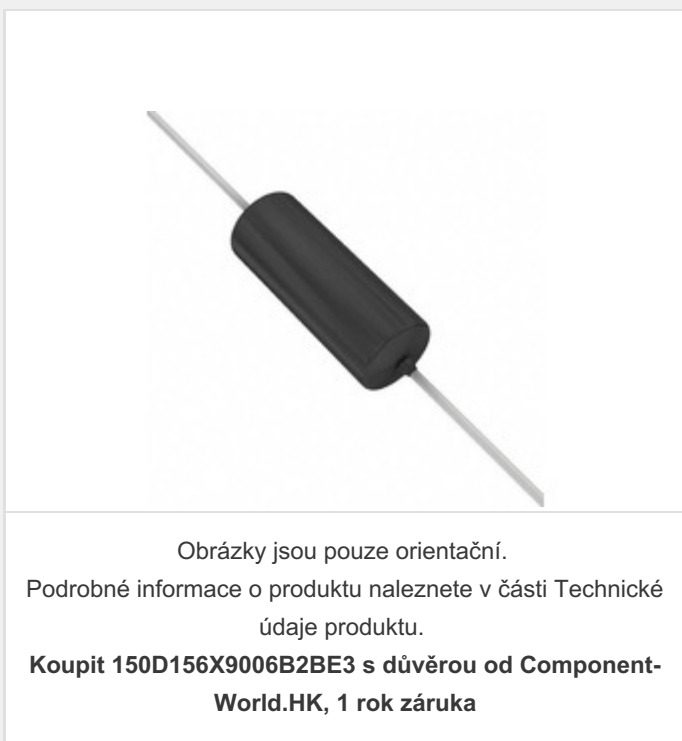 Obrázky jsou pouze orientační.
Podrobné informace o produktu naleznete v části Technické
údaje produktu.
Koupit 150D156X9006B2BE3 s důvěrou od Component-
World.HK, 1 rok záruka